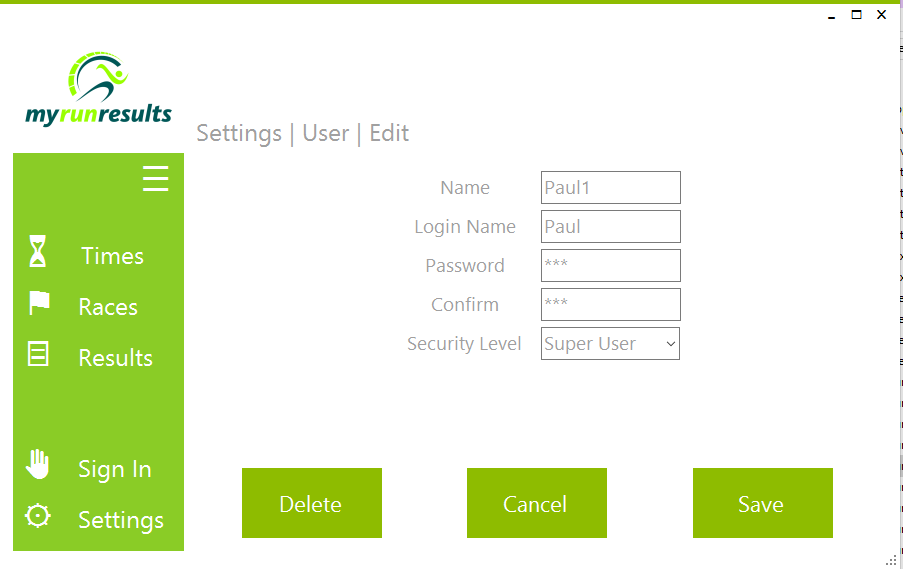 myrunresults
Settings | User | Edit
Name Paul1
Login Name Paul
Password ***
Confirm ***
Security Level Super User
Times
Races
Results
Sign In
Settings
Delete Cancel Save